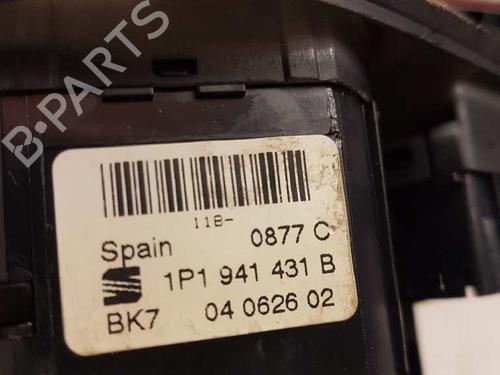 B-PARTS
11B-
Spain 0877 C
1P1 941 431 B
BK7 04 0626 02